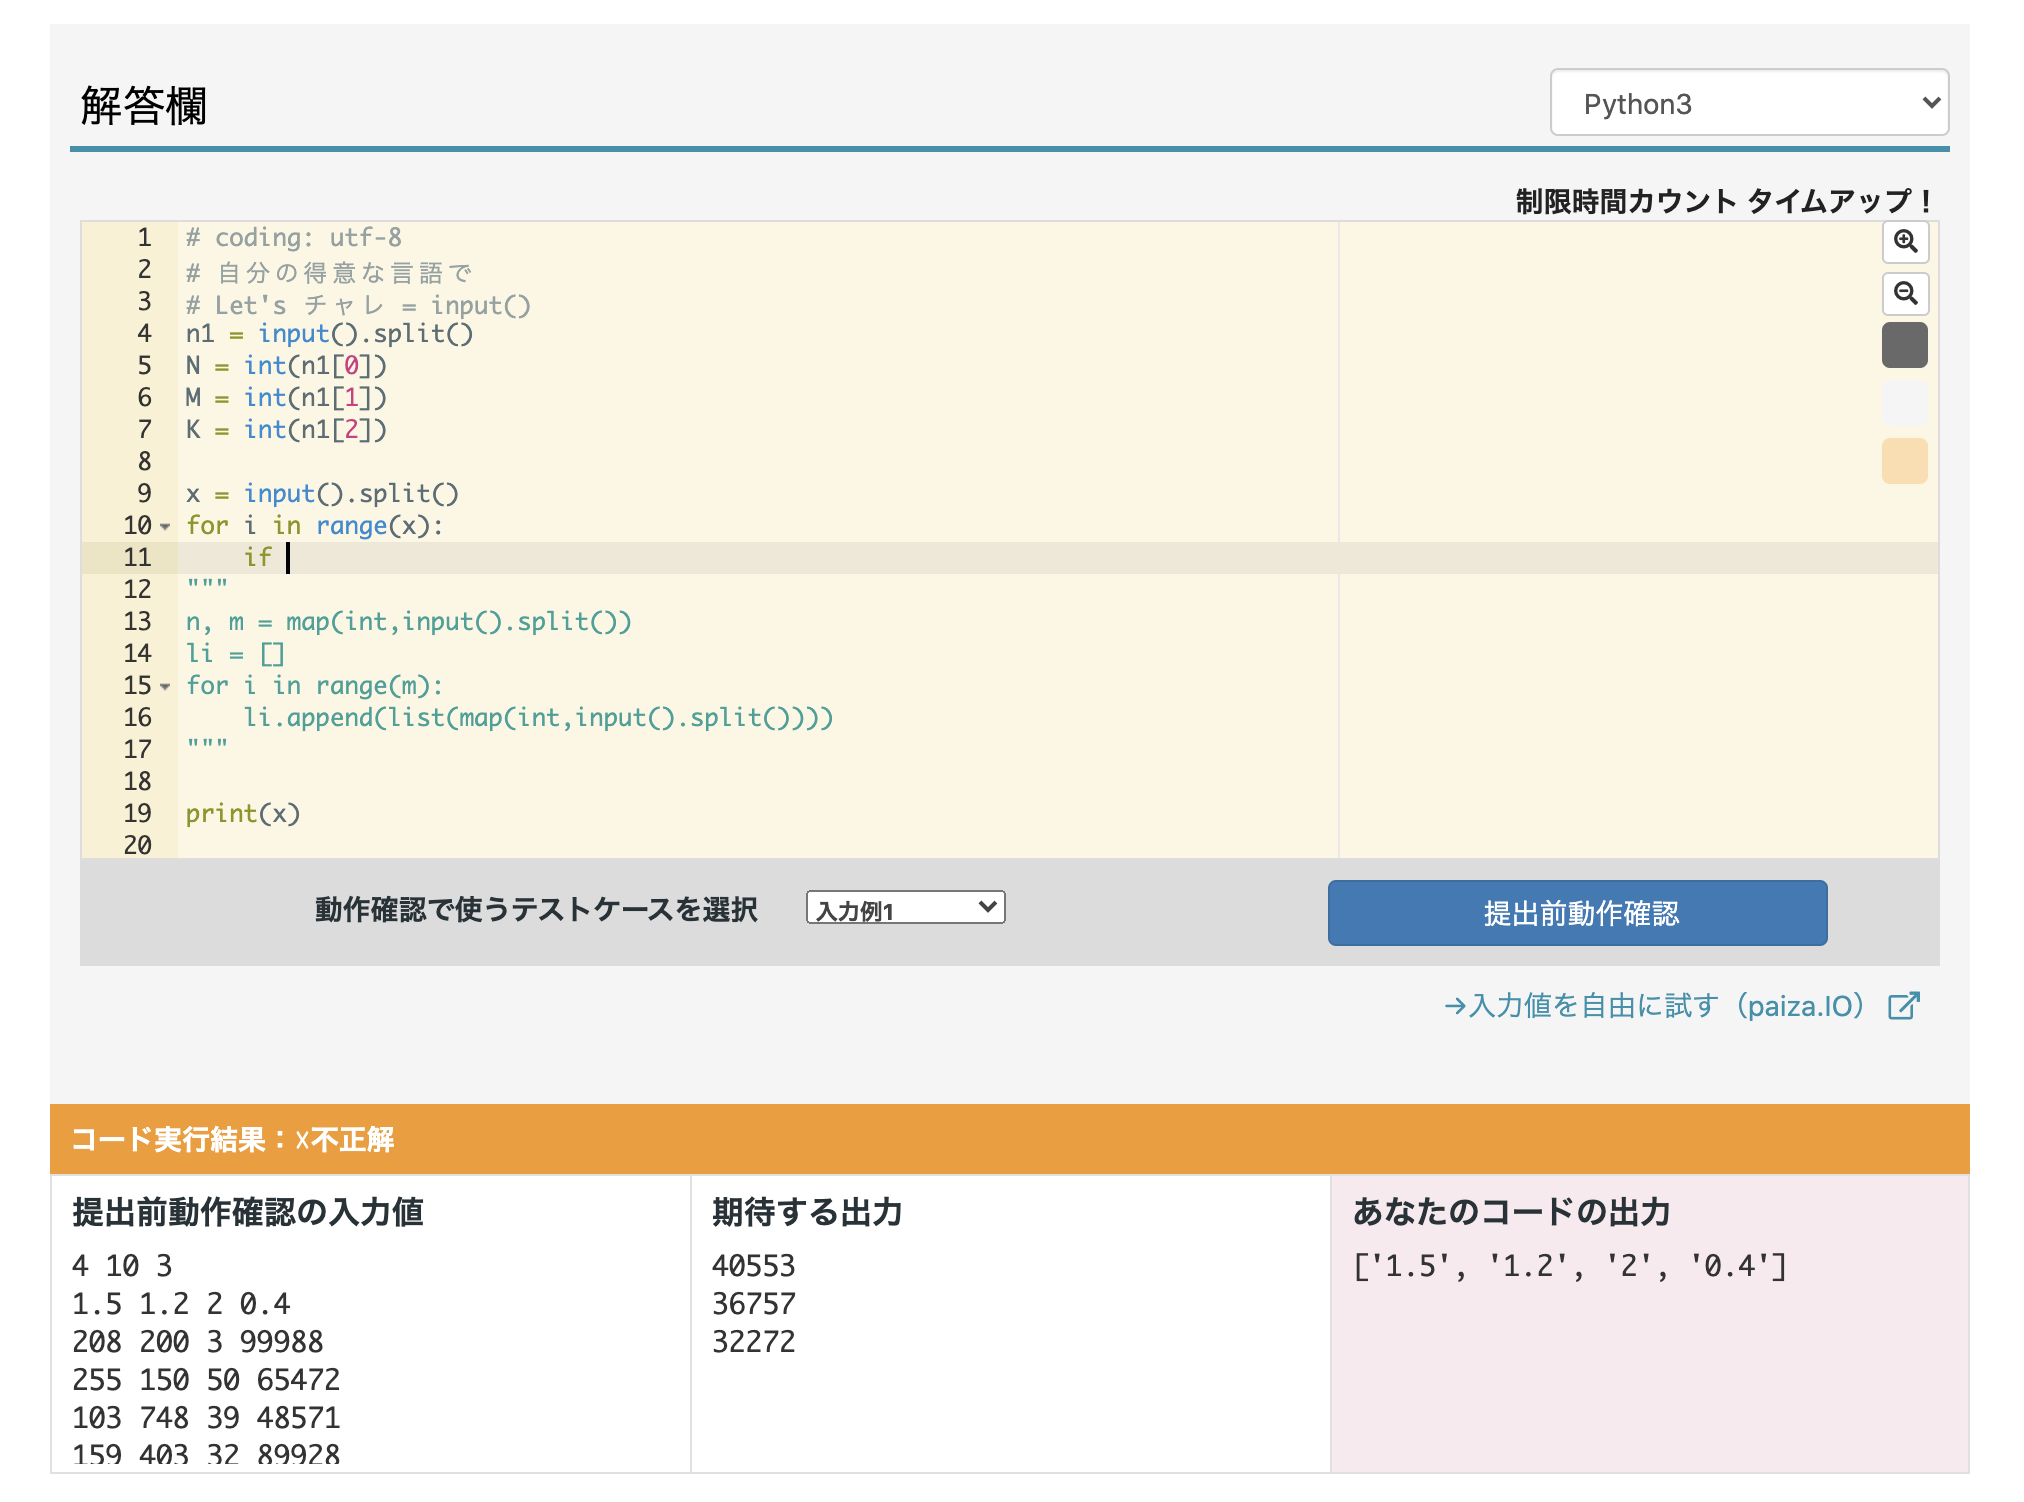 解答欄
Python3
制限時間カウント タイムアップ！
1 # coding: utf-8
2 # 自分の得意な言語で
3 # Let's チャレ = input()
4 n1 = input().split()
5 N = int(n1[0])
6 M = int(n1[1])
7 K = int(n1[2])
8
9 x = input().split()
10 for i in range(x):
11     if
12 """
13 n, m = map(int,input().split())
14 li = []
15 for i in range(m):
16     li.append(list(map(int,input().split())))
17 """
18
19 print(x)
20
動作確認で使うテストケースを選択 入力例1 提出前動作確認
→入力値を自由に試す（paiza.IO）
コード実行結果：☓不正解
提出前動作確認の入力値
4 10 3
1.5 1.2 2 0.4
208 200 3 99988
255 150 50 65472
103 748 39 48571
159 403 32 89928
期待する出力
40553
36757
32272
あなたのコードの出力
['1.5', '1.2', '2', '0.4']